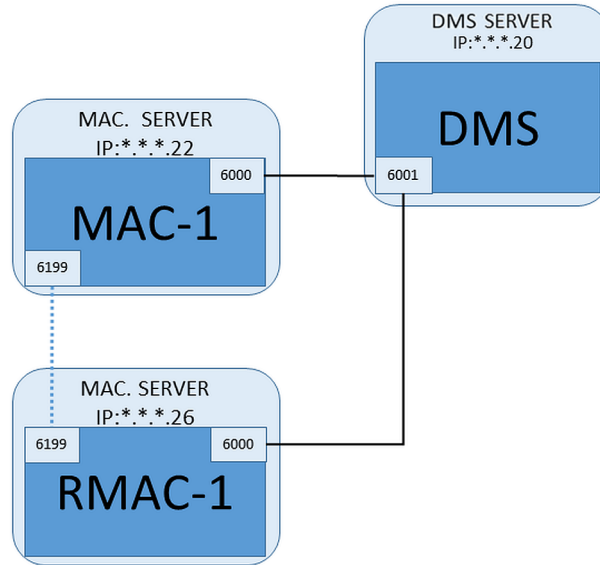 DMS SERVER
IP:*.*.*.20
DMS
6001
MAC. SERVER
IP:*.*.*.22
6000
MAC-1
6199
MAC. SERVER
IP:*.*.*.26
6199
6000
RMAC-1